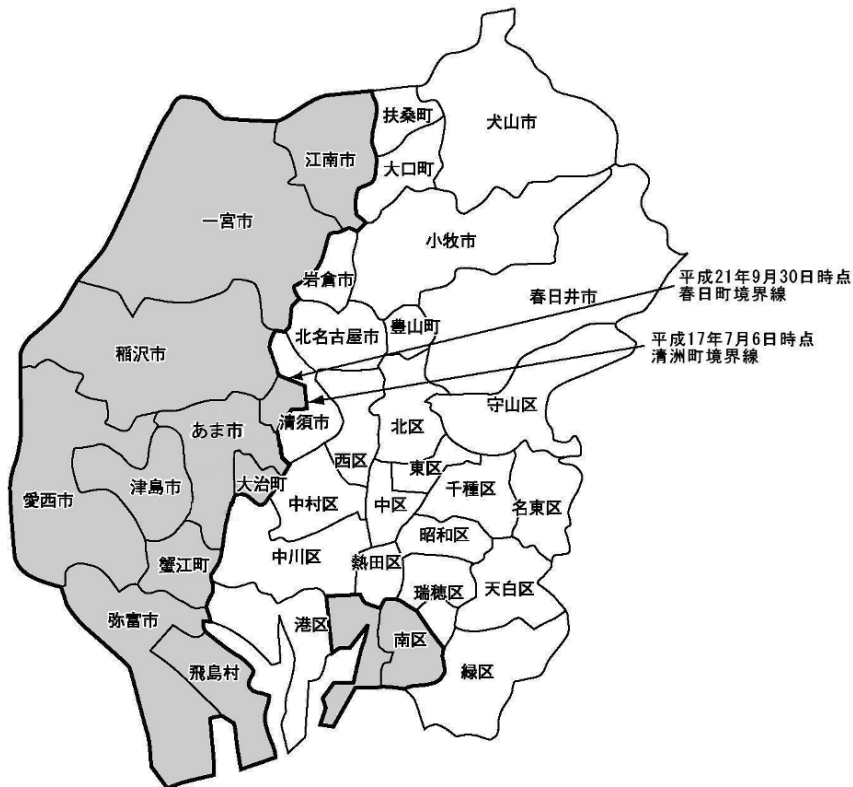 扶桑町
犬山市
江南市
大口町
一宮市
小牧市
岩倉市
平成21年9月30日時点
春日町境界線
春日井市
北名古屋市
豊山町
平成17年7月6日時点
清洲町境界線
稲沢市
守山区
あま市
清須市
北区
西区
東区
大治町
千種区
愛西市
津島市
中村区
中区
名東区
昭和区
中川区
熱田区
蟹江町
瑞穂区
天白区
弥富市
港区
南区
飛島村
緑区